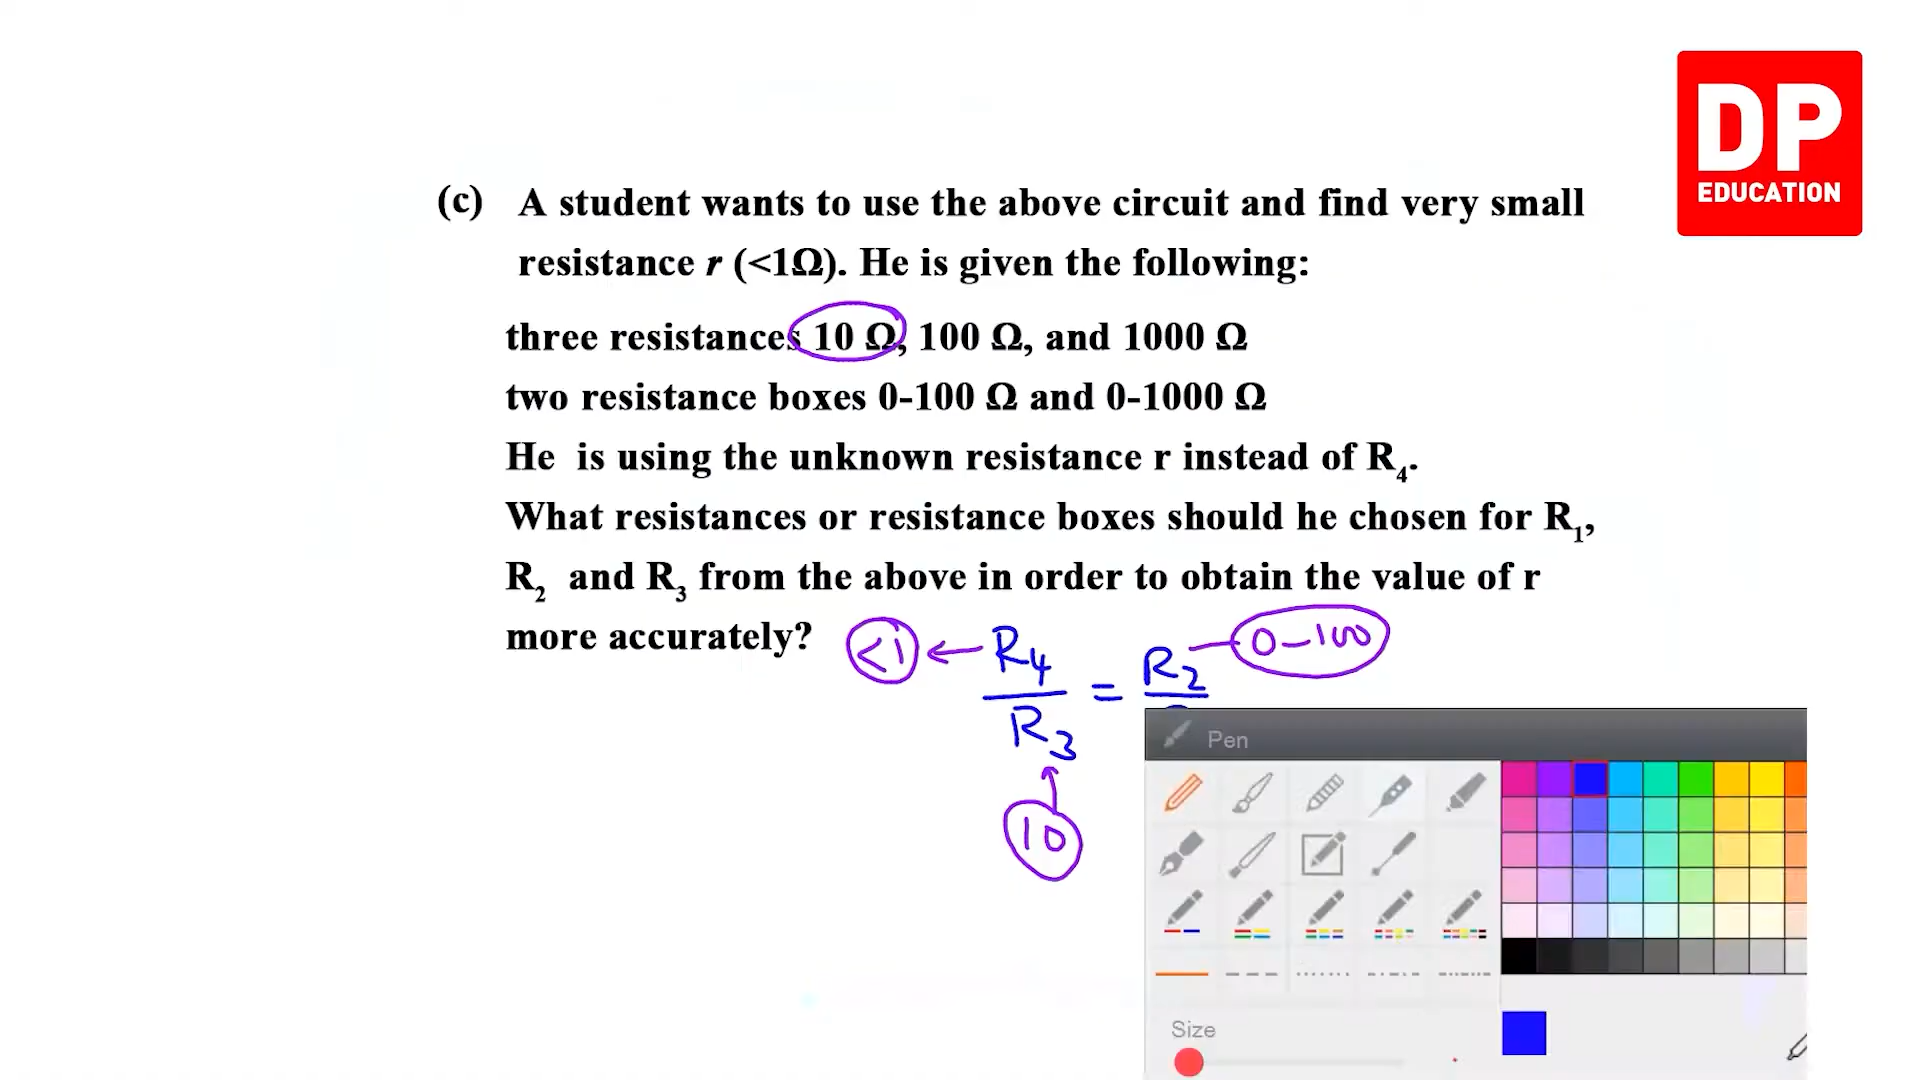 DP
EDUCATION
(c) A student wants to use the above circuit and find very small
resistance r (<1Ω). He is given the following:
three resistances 10 Ω, 100 Ω, and 1000 Ω
two resistance boxes 0-100 Ω and 0-1000 Ω
He is using the unknown resistance r instead of R₄.
What resistances or resistance boxes should he chosen for R₁,
R₂ and R₃ from the above in order to obtain the value of r
more accurately?
<1 ← R₄ = R₂ 0-100
R₃
10
Pen
Size